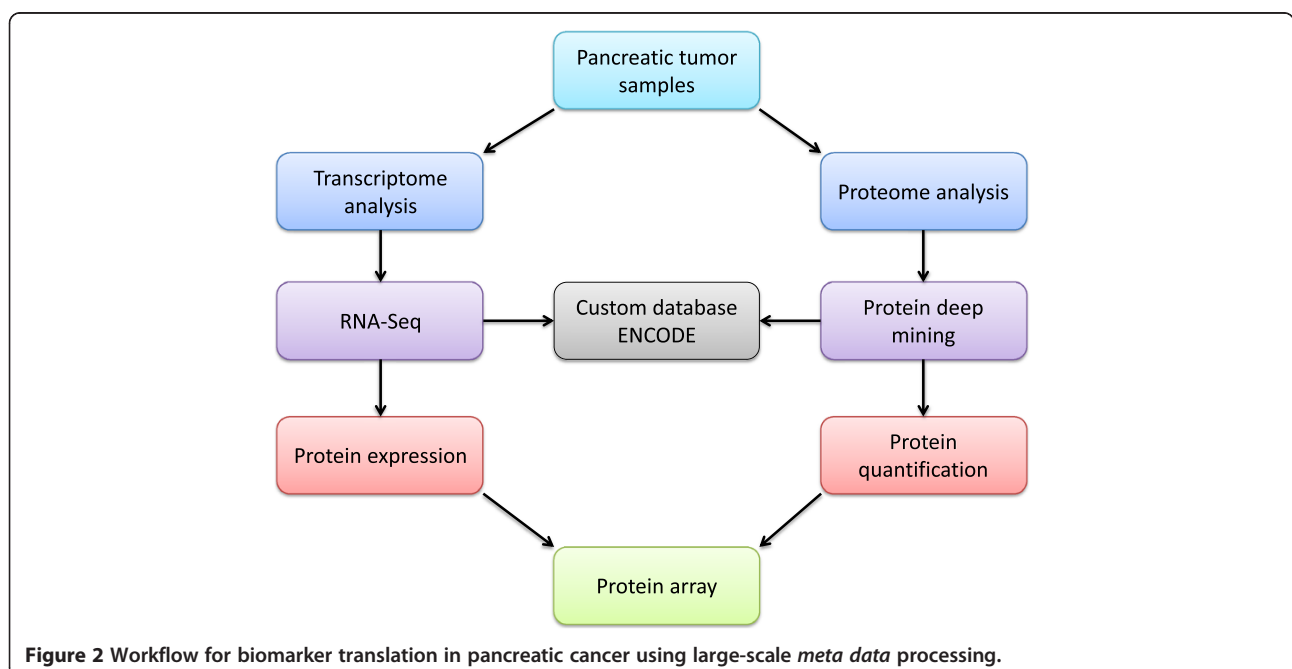 Pancreatic tumor
samples
Transcriptome
analysis
Proteome analysis
RNA-Seq
Custom database
ENCODE
Protein deep
mining
Protein expression
Protein
quantification
Protein array
Figure 2 Workflow for biomarker translation in pancreatic cancer using large-scale meta data processing.